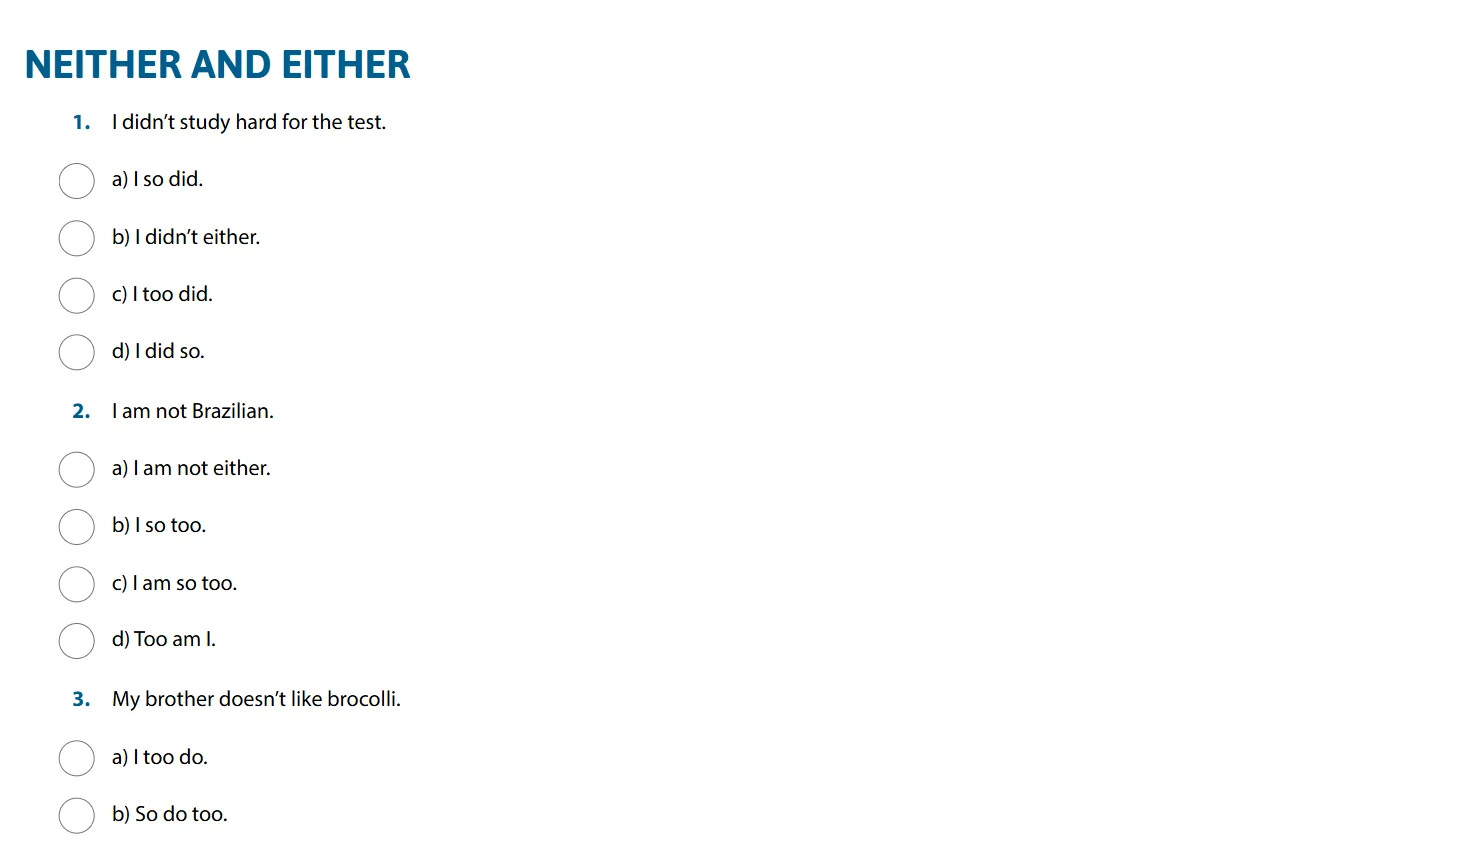 NEITHER AND EITHER
1. I didn't study hard for the test.
a) I so did.
b) I didn't either.
c) I too did.
d) I did so.
2. I am not Brazilian.
a) I am not either.
b) I so too.
c) I am so too.
d) Too am I.
3. My brother doesn't like brocolli.
a) I too do.
b) So do too.